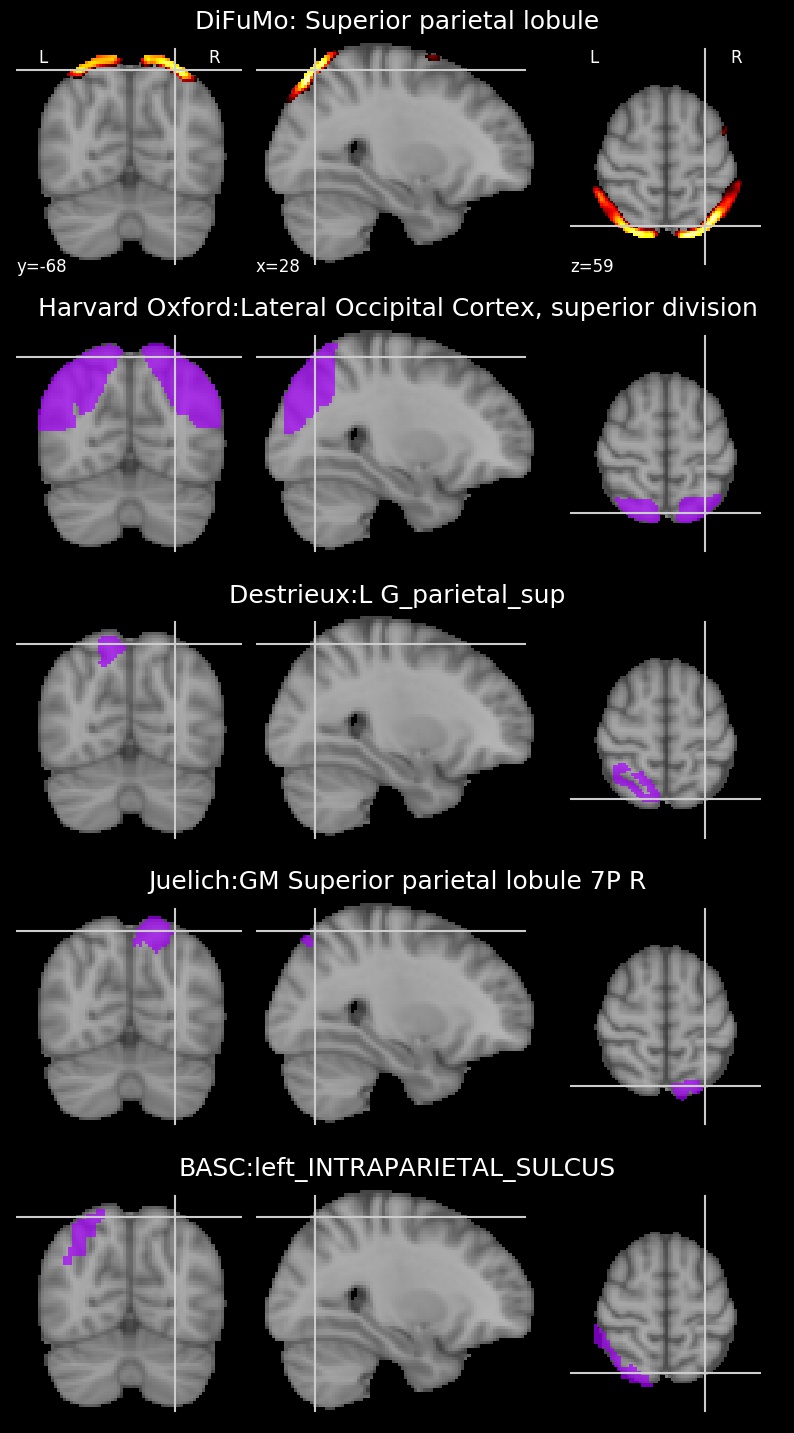 DiFuMo: Superior parietal lobule
L R L R
y=-68 x=28 z=59
Harvard Oxford:Lateral Occipital Cortex, superior division
Destrieux:L G_parietal_sup
Juelich:GM Superior parietal lobule 7P R
BASC:left_INTRAPARIETAL_SULCUS